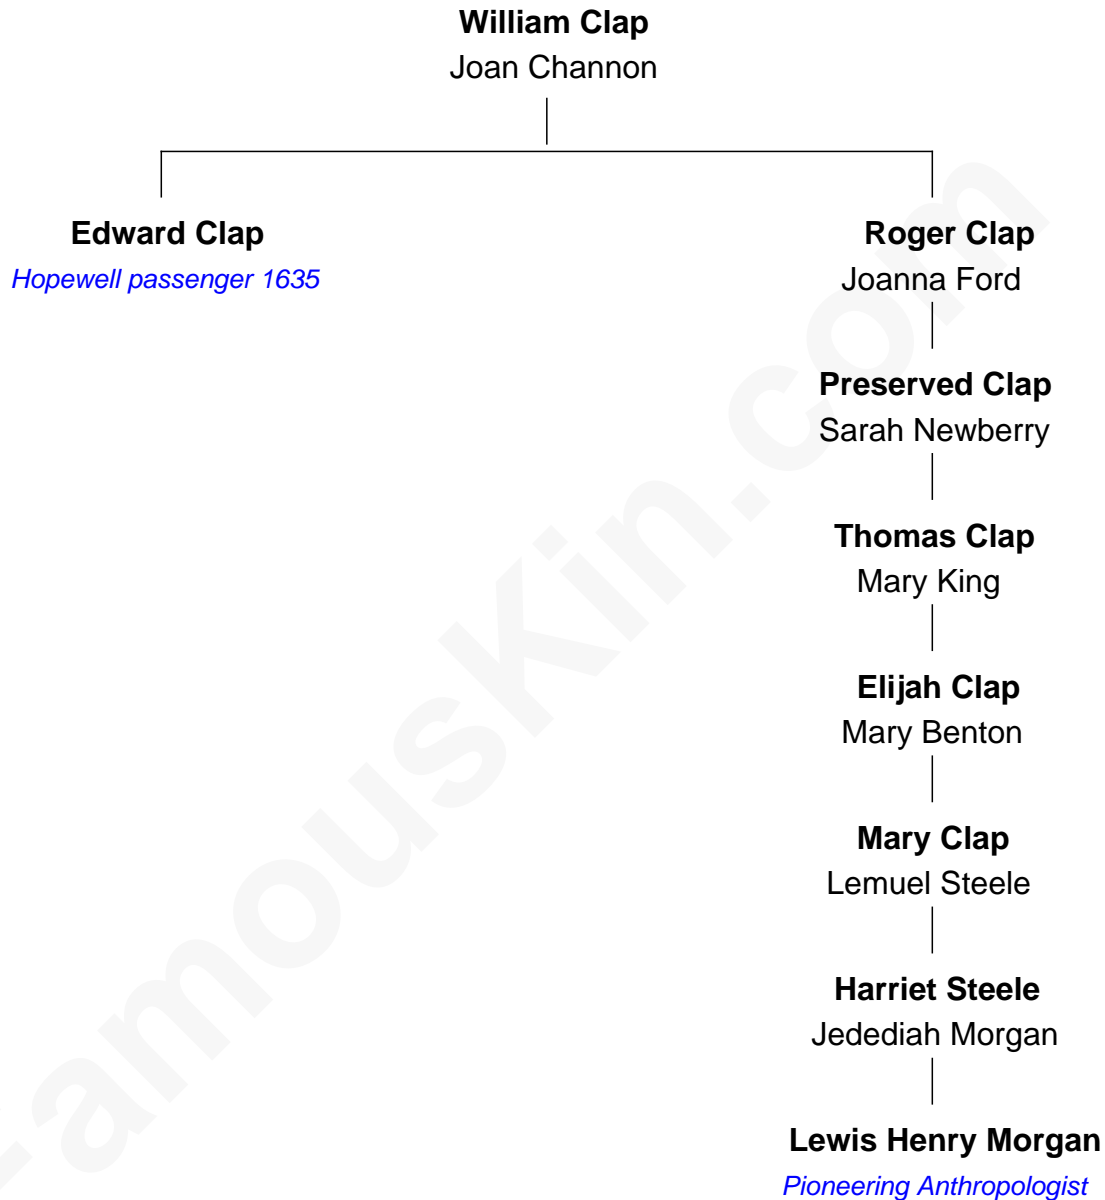 William Clap
Joan Channon
Edward Clap
Hopewell passenger 1635
Roger Clap
Joanna Ford
Preserved Clap
Sarah Newberry
Thomas Clap
Mary King
Elijah Clap
Mary Benton
Mary Clap
Lemuel Steele
Harriet Steele
Jedediah Morgan
Lewis Henry Morgan
Pioneering Anthropologist
FamousKin.com